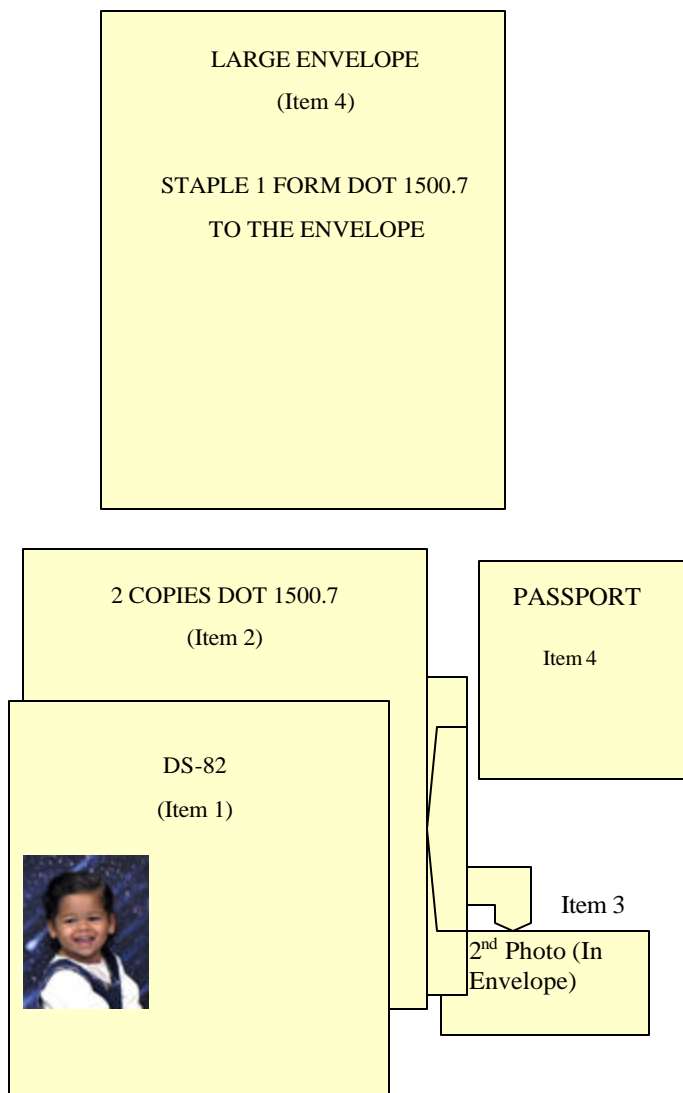 LARGE ENVELOPE
(Item 4)
STAPLE 1 FORM DOT 1500.7
TO THE ENVELOPE
2 COPIES DOT 1500.7
(Item 2)
PASSPORT
Item 4
DS-82
(Item 1)
Item 3
2nd Photo (In
Envelope)